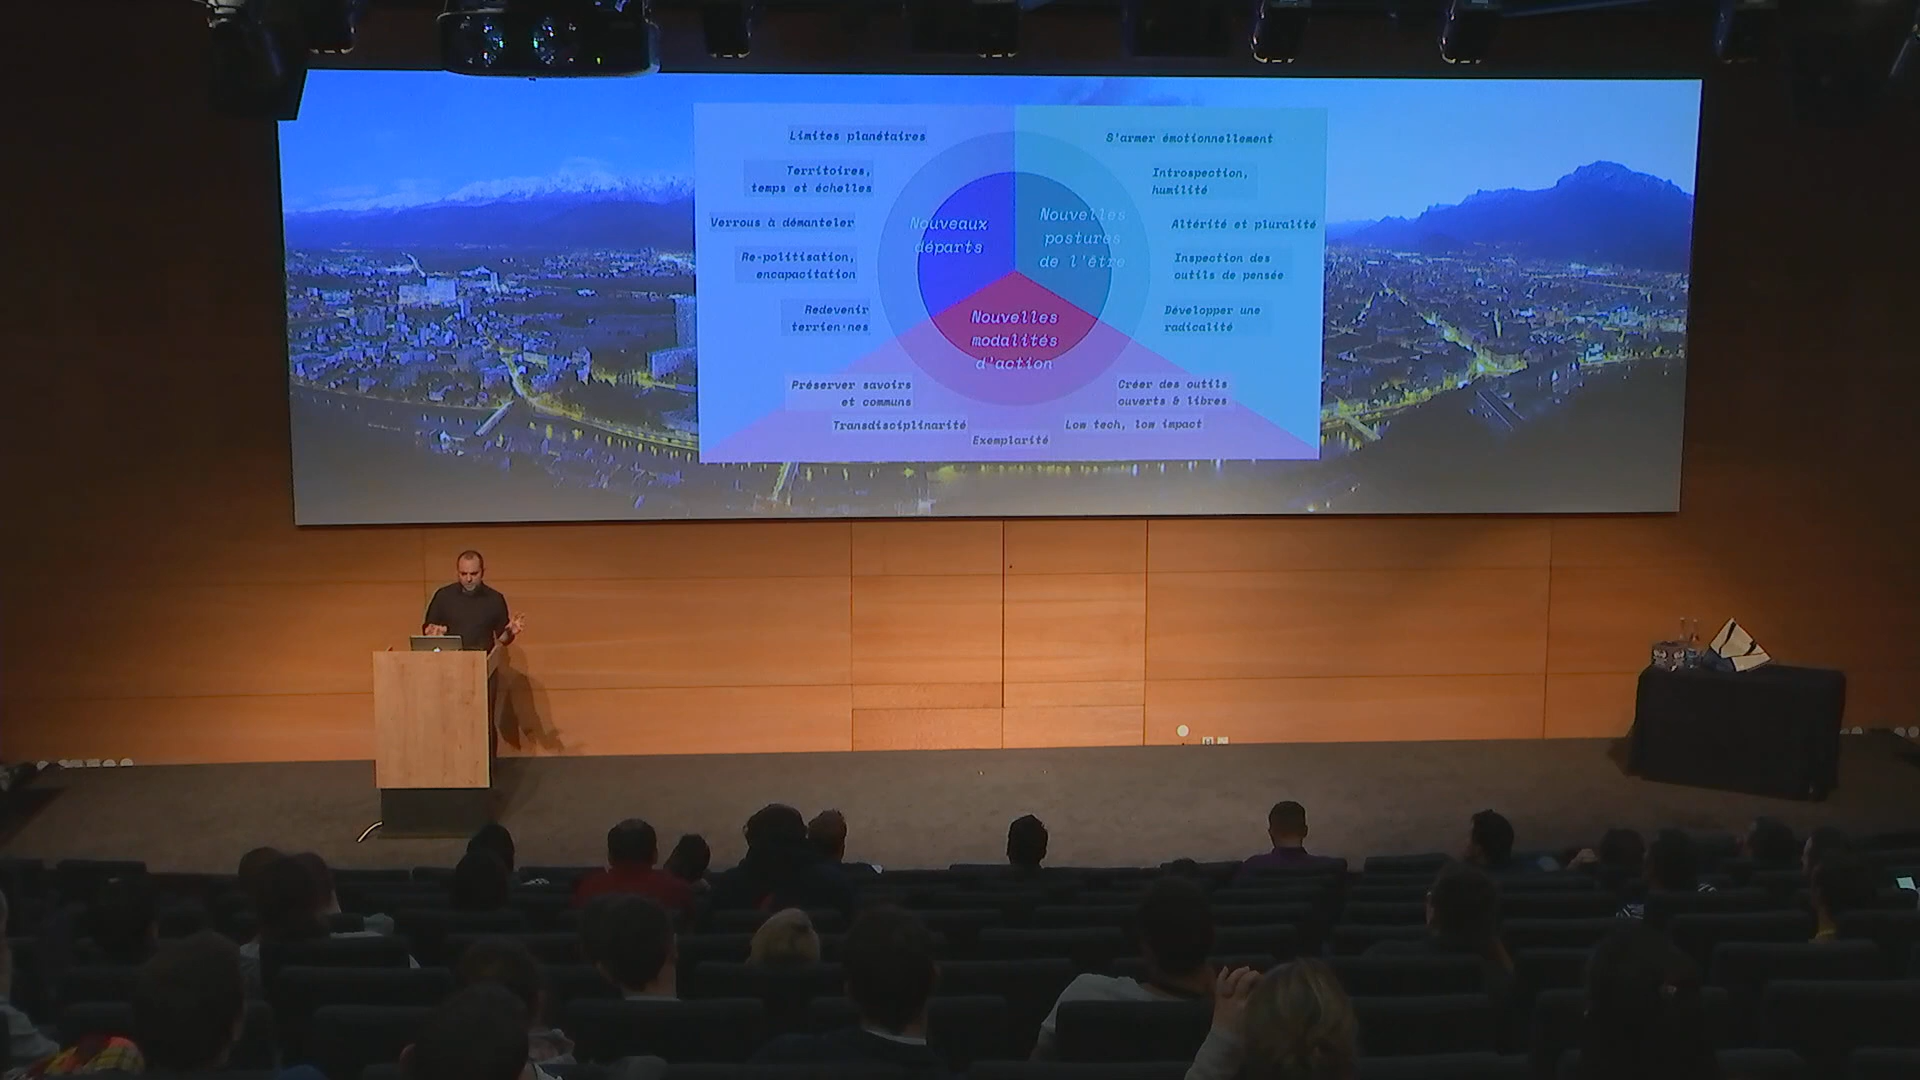 Limites planétaires
Territoires,
temps et échelles
Verrous à démanteler
Re-politisation,
encapacitation
Redevenir
terrien·nes
Nouveaux
départs
Nouvelles
postures
de l'être
S'armer émotionnellement
Introspection,
humilité
Altérité et pluralité
Inspection des
outils de pensée
Développer une
radicalité
Nouvelles
modalités
d'action
Préserver savoirs
et communs
Transdisciplinarité
Exemplarité
Low tech, low impact
Créer des outils
ouverts & libres